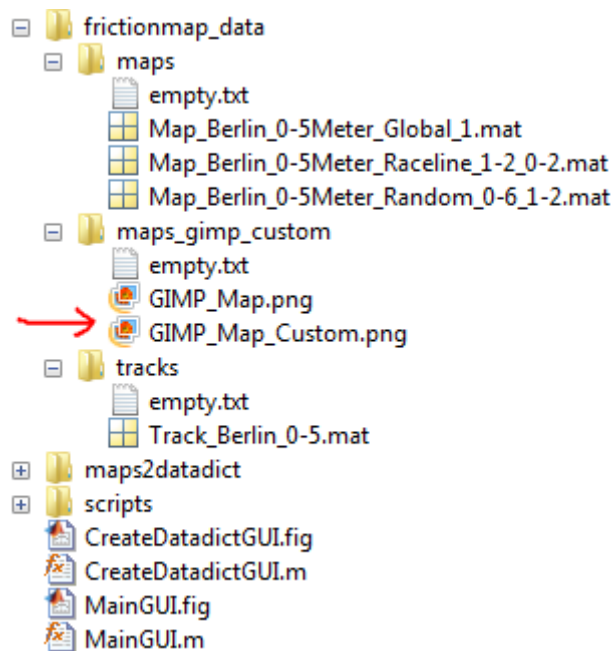 frictionmap_data
maps
empty.txt
Map_Berlin_0-5Meter_Global_1.mat
Map_Berlin_0-5Meter_Raceline_1-2_0-2.mat
Map_Berlin_0-5Meter_Random_0-6_1-2.mat
maps_gimp_custom
empty.txt
GIMP_Map.png
GIMP_Map_Custom.png
tracks
empty.txt
Track_Berlin_0-5.mat
maps2datadict
scripts
CreateDatadictGUI.fig
CreateDatadictGUI.m
MainGUI.fig
MainGUI.m